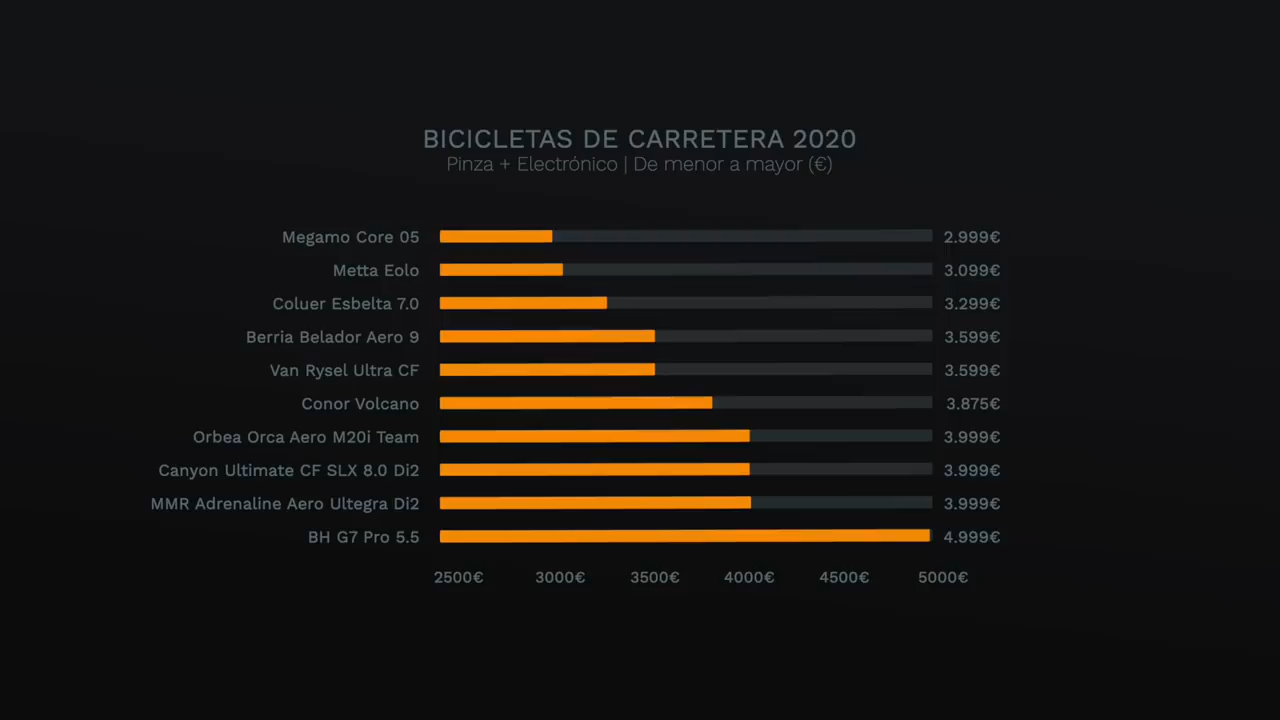 BICICLETAS DE CARRETERA 2020
Pinza + Electrónico | De menor a mayor (€)
Megamo Core 05 2.999€
Metta Eolo 3.099€
Coluer Esbelta 7.0 3.299€
Berria Belador Aero 9 3.599€
Van Rysel Ultra CF 3.599€
Conor Volcano 3.875€
Orbea Orca Aero M20i Team 3.999€
Canyon Ultimate CF SLX 8.0 Di2 3.999€
MMR Adrenaline Aero Ultegra Di2 3.999€
BH G7 Pro 5.5 4.999€
2500€ 3000€ 3500€ 4000€ 4500€ 5000€